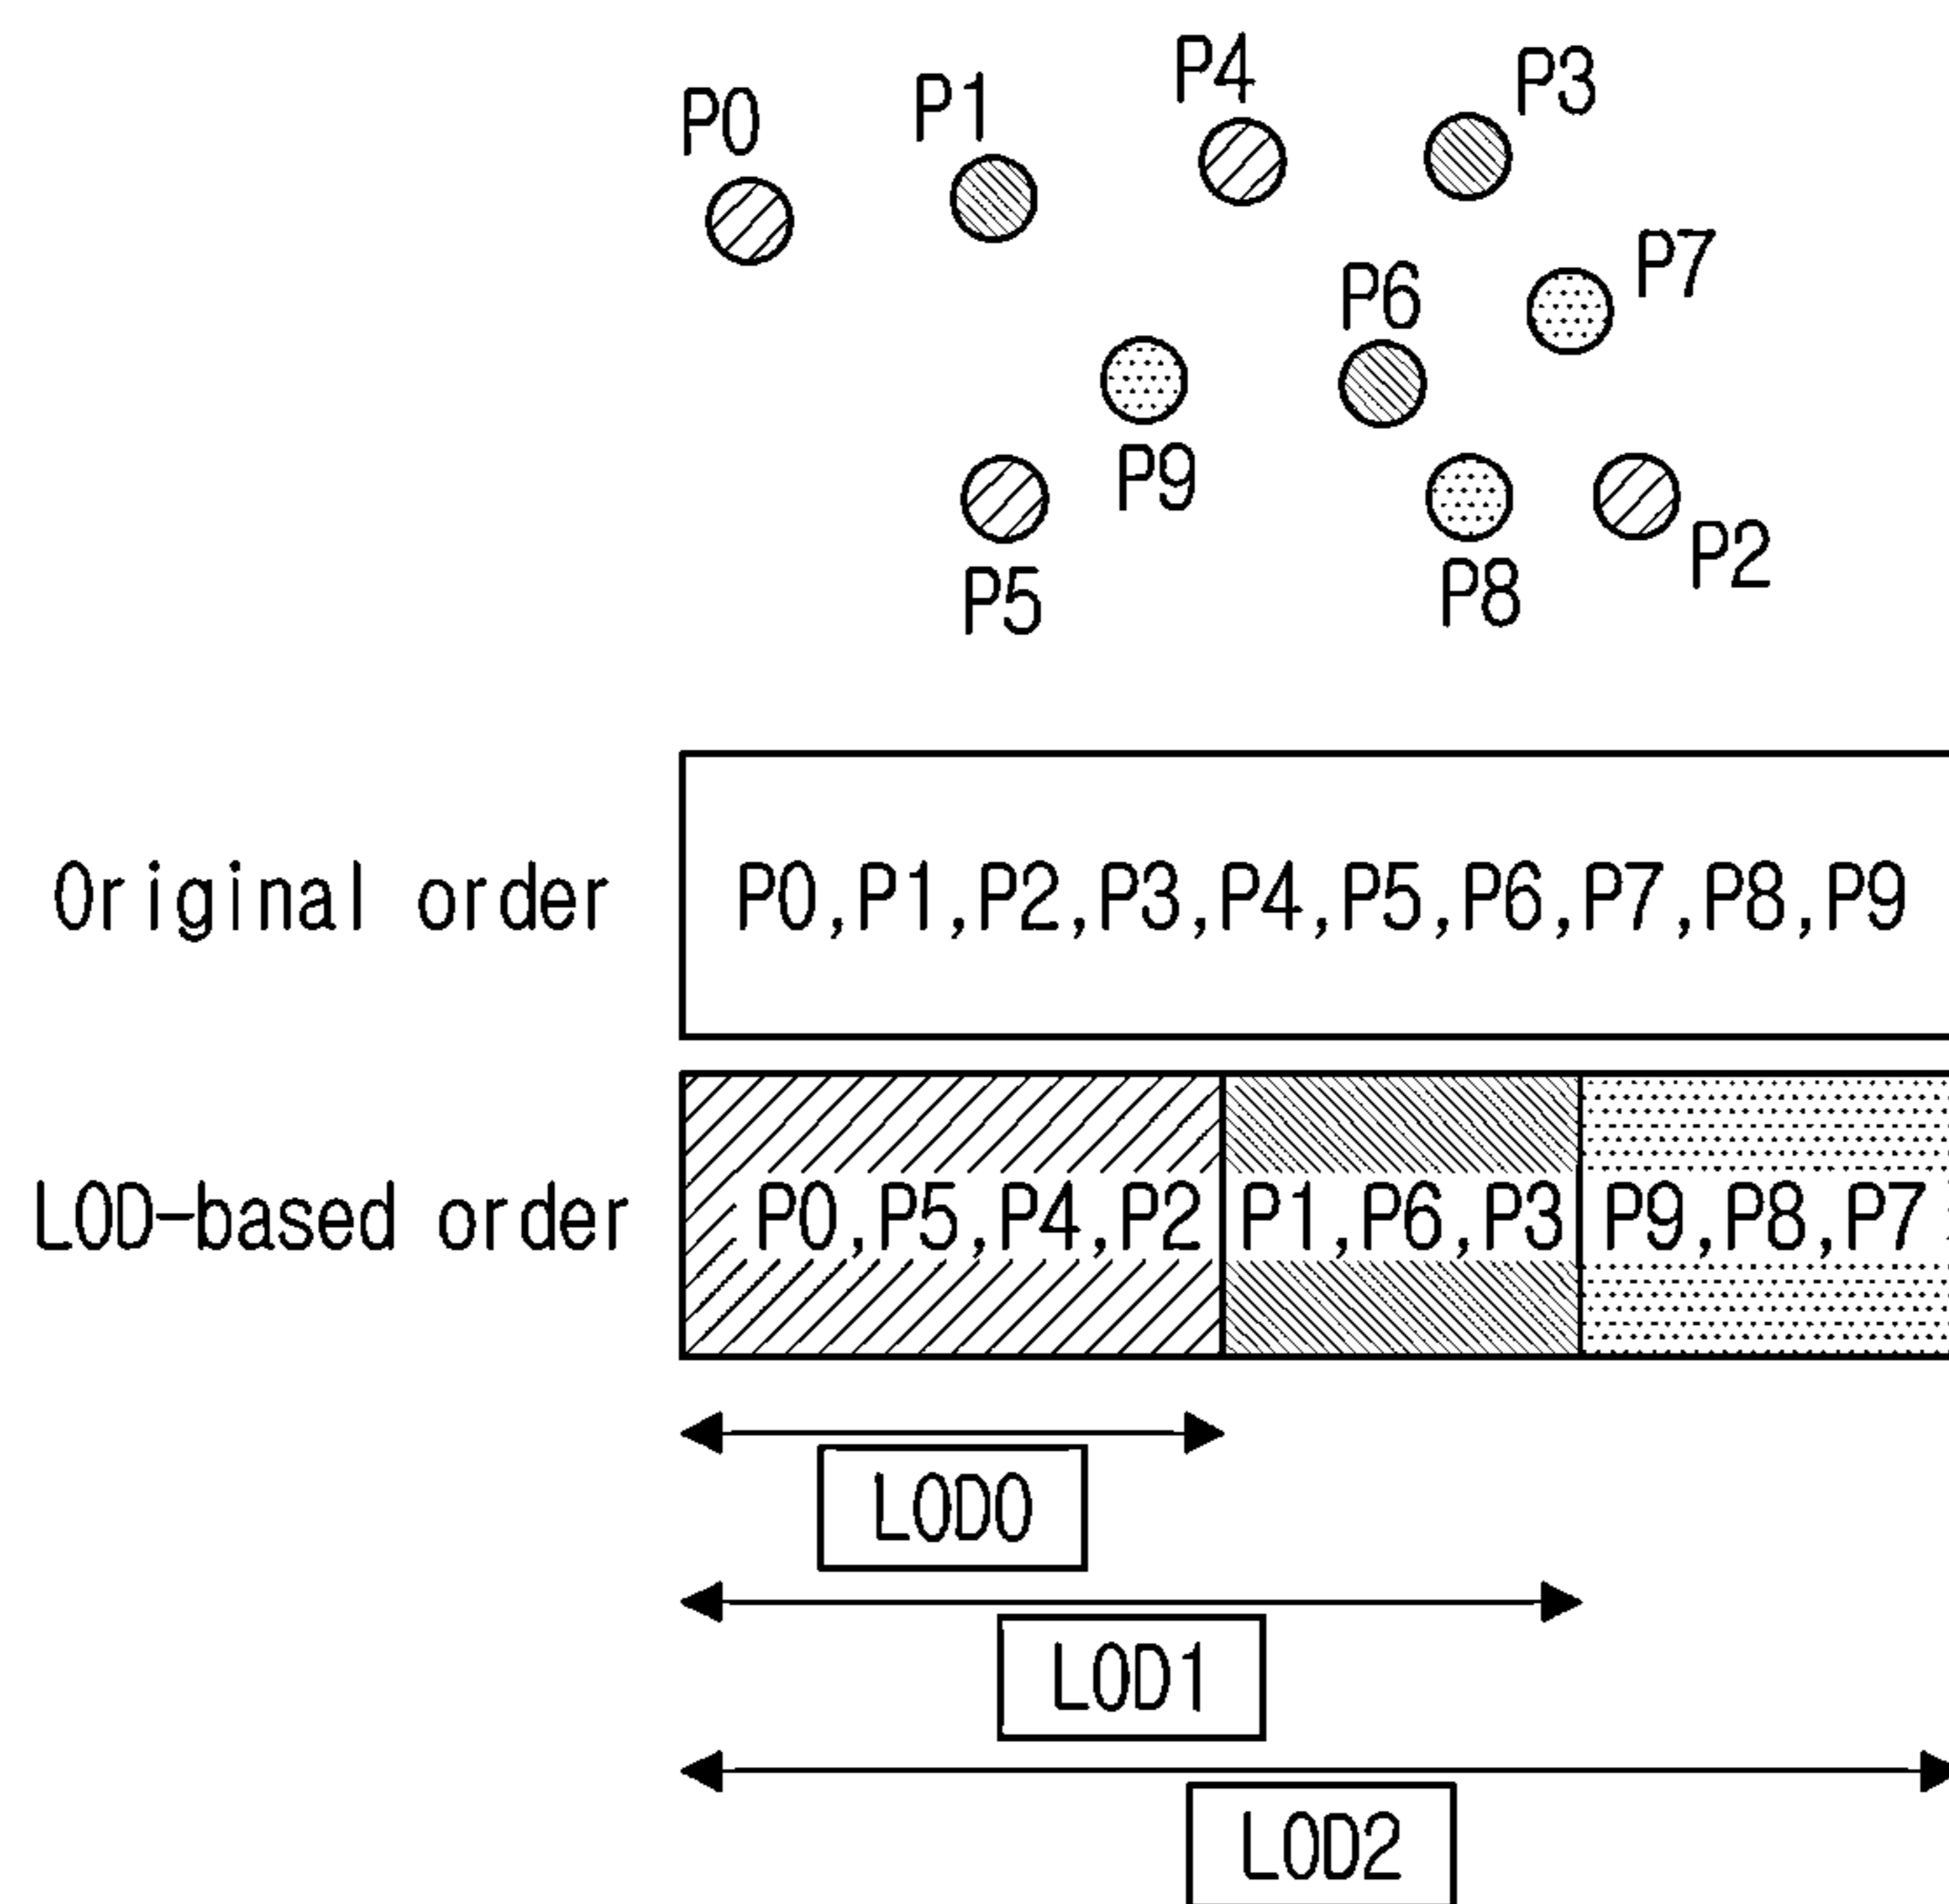 P4
P3
P0
P1
P7
P6
P9
P5
P8
P2
Original order
P0,P1,P2,P3,P4,P5,P6,P7,P8,P9
LOD-based order
P0,P5,P4,P2
P1,P6,P3
P9,P8,P7
LOD0
LOD1
LOD2